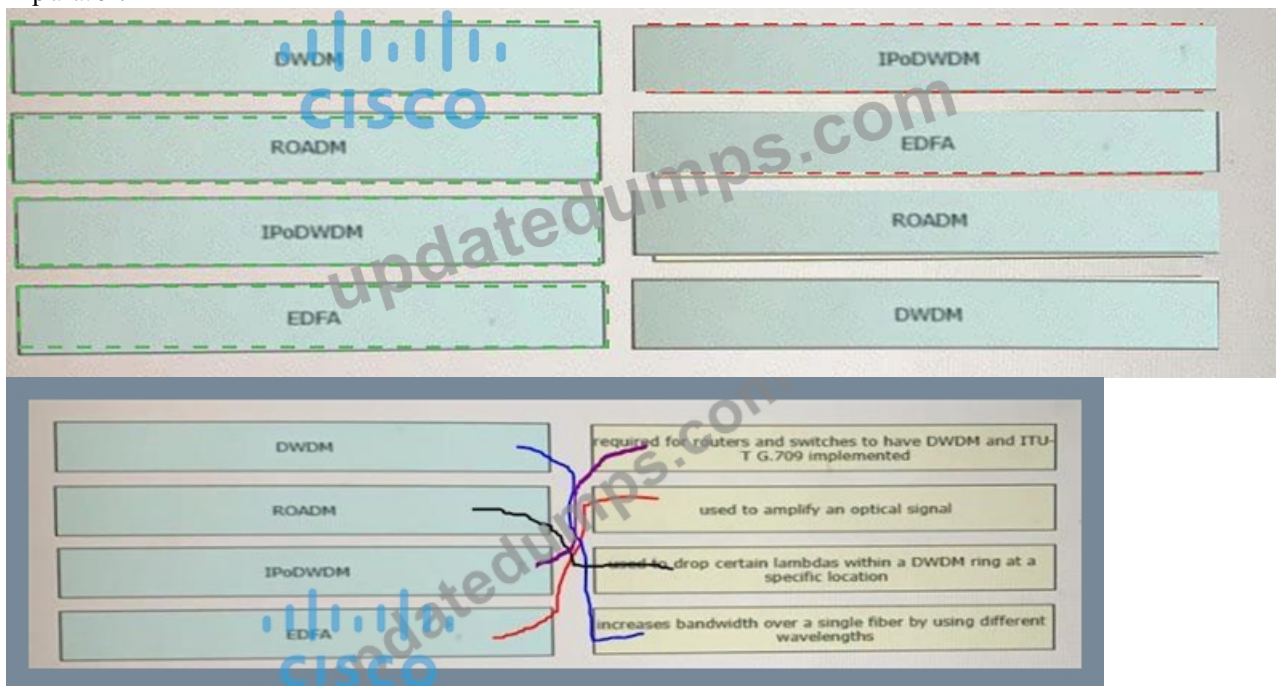 DWDM
IPoDWDM
CISCO
ROADM
EDFA
IPoDWDM
ROADM
updatedumps.com
EDFA
DWDM
DWDM
required for routers and switches to have DWDM and ITU-
T G.709 implemented
ROADM
used to amplify an optical signal
IPoDWDM
used to drop certain lambdas within a DWDM ring at a
specific location
EDFA
increases bandwidth over a single fiber by using different
wavelengths
updatedumps.com
CISCO